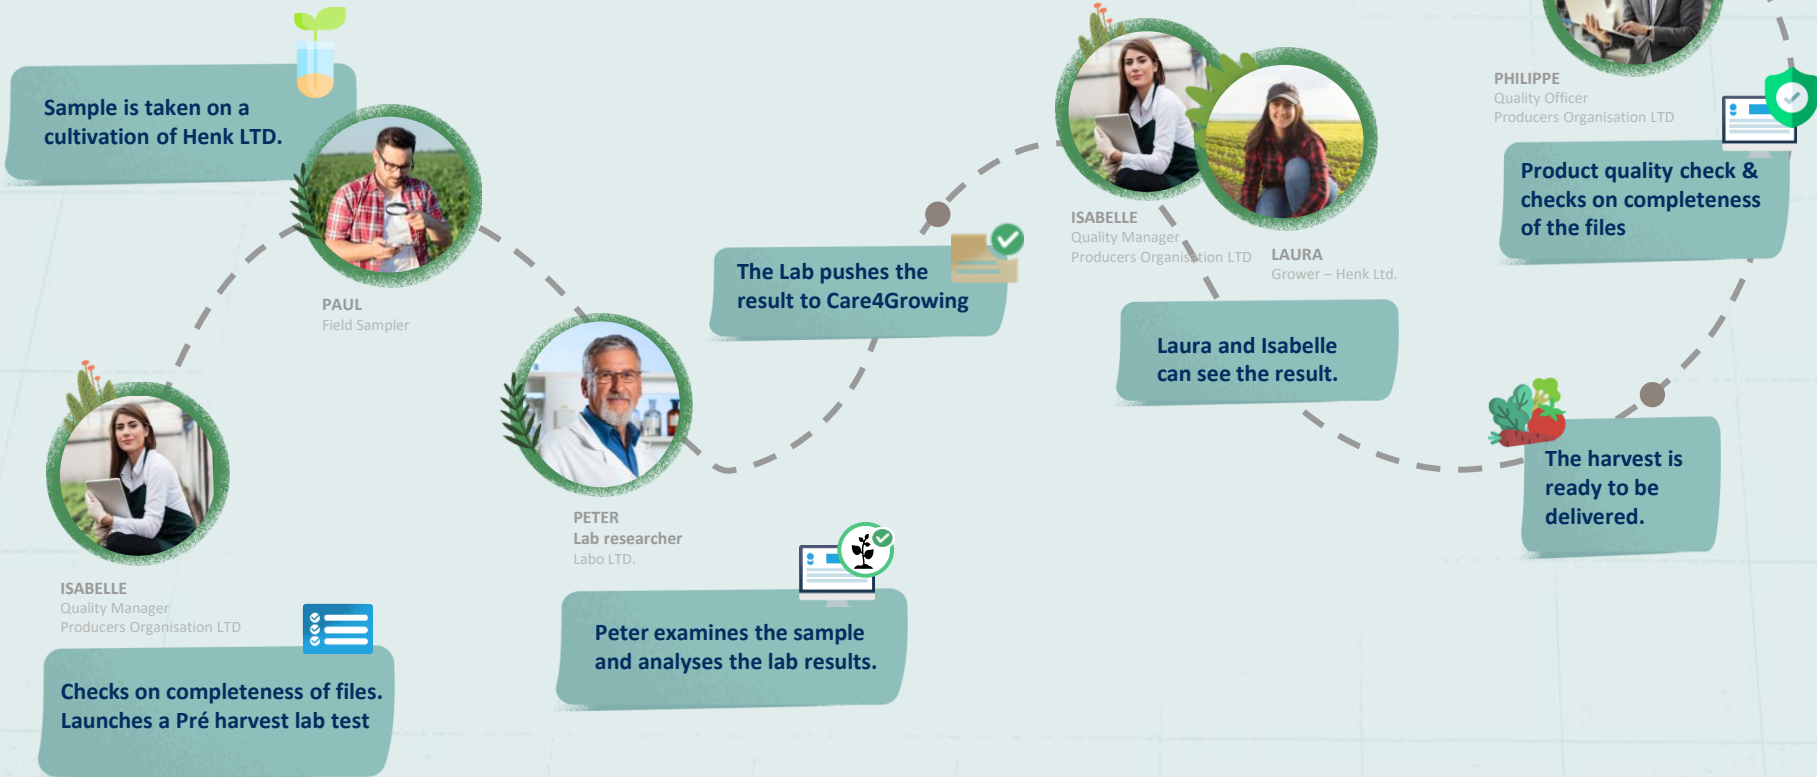 Sample is taken on a
cultivation of Henk LTD.
PAUL
Field Sampler
ISABELLE
Quality Manager
Producers Organisation LTD
Checks on completeness of files.
Launches a Pré harvest lab test
PETER
Lab researcher
Labo LTD.
Peter examines the sample
and analyses the lab results.
The Lab pushes the
result to Care4Growing
ISABELLE
Quality Manager
Producers Organisation LTD
LAURA
Grower – Henk Ltd.
Laura and Isabelle
can see the result.
The harvest is
ready to be
delivered.
PHILIPPE
Quality Officer
Producers Organisation LTD
Product quality check &
checks on completeness
of the files